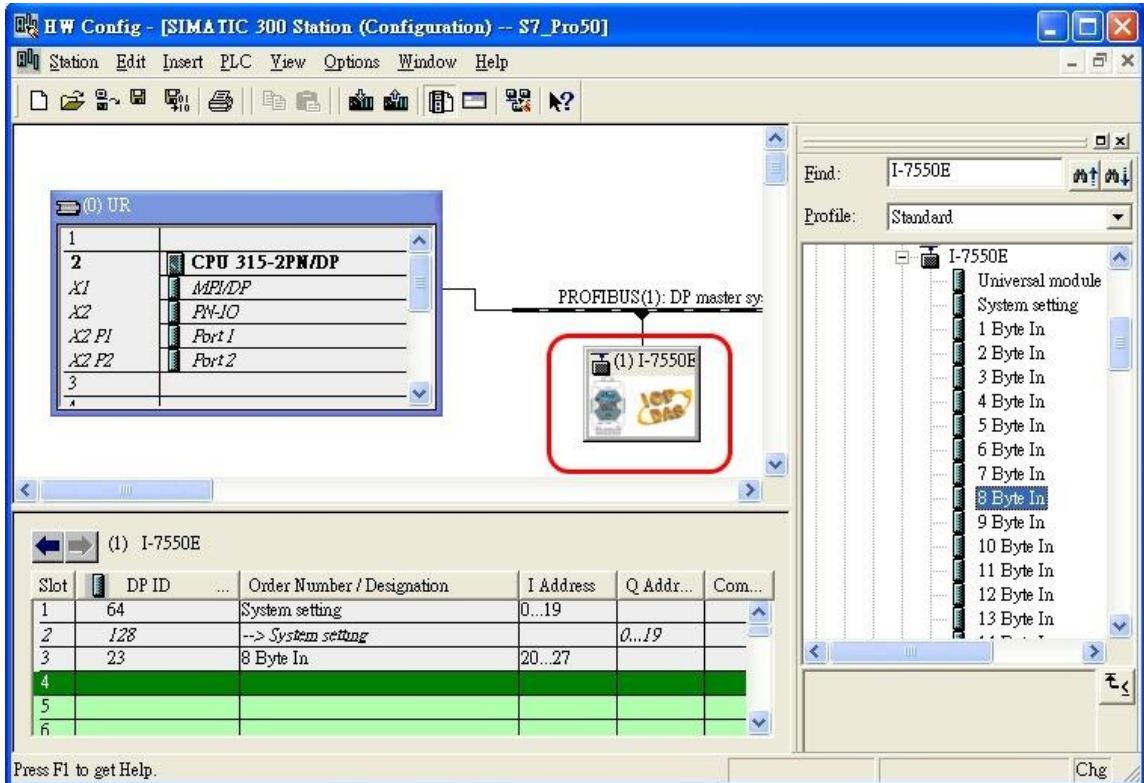 HW Config - [SIMATIC 300 Station (Configuration) -- S7_Pro50]
Station Edit Insert PLC View Options Window Help
(0) UR
1
2 CPU 315-2PN/DP
X1 MPI/DP
X2 PN-IO
X2 P1 Port 1
X2 P2 Port 2
3
PROFIBUS(1): DP master sy
(1) I-7550E
ICP
DAS
Find: I-7550E
Profile: Standard
I-7550E
Universal module
System setting
1 Byte In
2 Byte In
3 Byte In
4 Byte In
5 Byte In
6 Byte In
7 Byte In
8 Byte In
9 Byte In
10 Byte In
11 Byte In
12 Byte In
13 Byte In
(1) I-7550E
Slot DP ID ... Order Number / Designation I Address Q Addr... Com...
1 64 System setting 0...19
2 128 --> System setting 0...19
3 23 8 Byte In 20...27
4
5
6
Press F1 to get Help. Chg